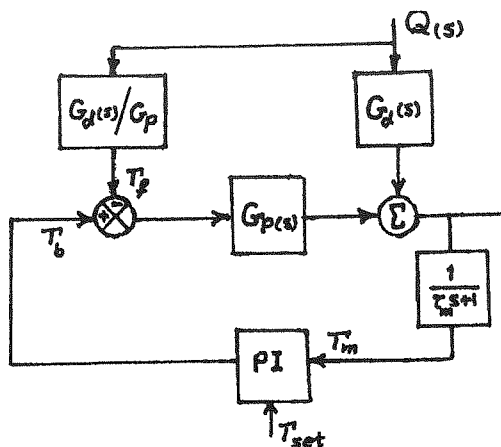 Q(s)
Gd(s)/Gp
Gd(s)
Tf
+ -
Tb
Gp(s)
Σ
1
τms+1
PI
Tm
Tset